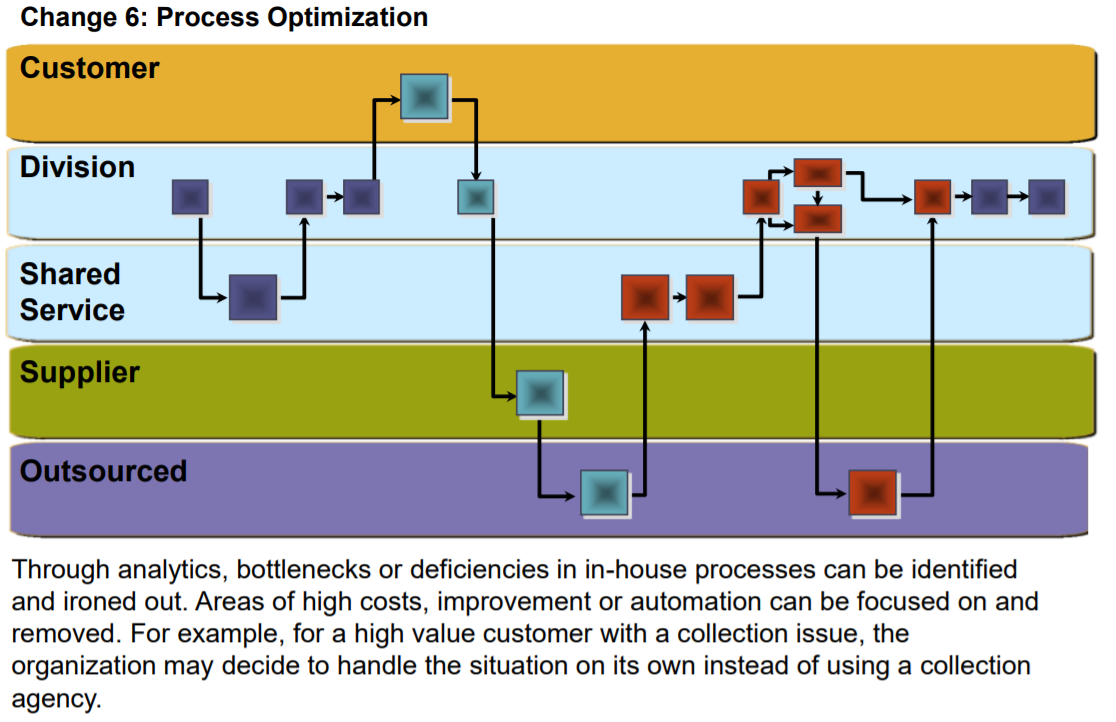 Change 6: Process Optimization
Customer
Division
Shared
Service
Supplier
Outsourced
Through analytics, bottlenecks or deficiencies in in-house processes can be identified
and ironed out. Areas of high costs, improvement or automation can be focused on and
removed. For example, for a high value customer with a collection issue, the
organization may decide to handle the situation on its own instead of using a collection
agency.